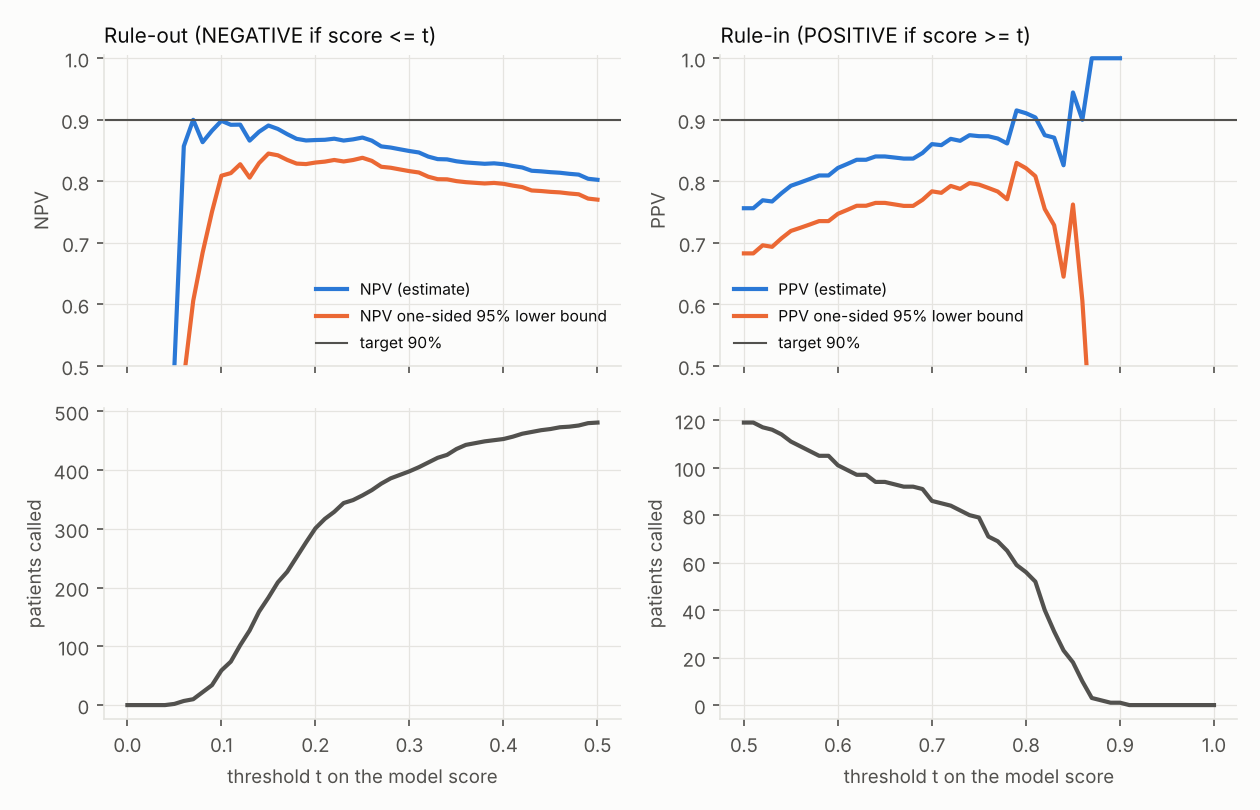 Rule-out (NEGATIVE if score <= t)
1.0
0.9
0.8
0.7
0.6
0.5
NPV
NPV (estimate)
NPV one-sided 95% lower bound
target 90%
Rule-in (POSITIVE if score >= t)
1.0
0.9
0.8
0.7
0.6
0.5
PPV
PPV (estimate)
PPV one-sided 95% lower bound
target 90%
500
400
300
200
100
0
patients called
0.0 0.1 0.2 0.3 0.4 0.5
threshold t on the model score
120
100
80
60
40
20
0
patients called
0.5 0.6 0.7 0.8 0.9 1.0
threshold t on the model score